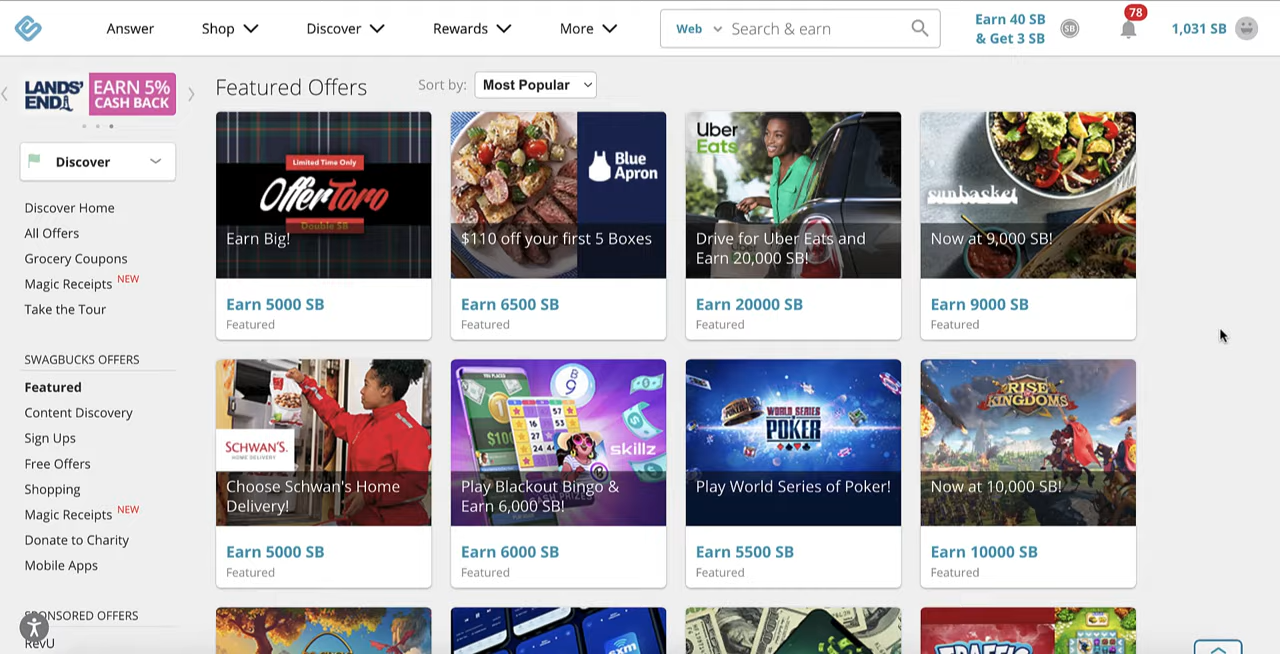 Answer
Shop
Discover
Rewards
More
Web
Search & earn
Earn 40 SB
& Get 3 SB
SB
78
1,031 SB
LANDS'
END
EARN 5%
CASH BACK
Featured Offers
Sort by:
Most Popular
Discover
Discover Home
All Offers
Grocery Coupons
Magic Receipts NEW
Take the Tour
SWAGBUCKS OFFERS
Featured
Content Discovery
Sign Ups
Free Offers
Shopping
Magic Receipts NEW
Donate to Charity
Mobile Apps
SPONSORED OFFERS
RevU
Limited Time Only
OfferToro
Double SB
Earn Big!
Earn 5000 SB
Featured
Blue
Apron
$110 off your first 5 Boxes
Earn 6500 SB
Featured
Uber
Eats
Drive for Uber Eats and
Earn 20,000 SB!
Earn 20000 SB
Featured
sunbasket
Now at 9,000 SB!
Earn 9000 SB
Featured
SCHWAN'S.
HOME DELIVERY
Choose Schwan's Home
Delivery!
Earn 5000 SB
Featured
B
9
skillz
Play Blackout Bingo &
Earn 6,000 SB!
Earn 6000 SB
Featured
WORLD SERIES
POKER
Play World Series of Poker!
Earn 5500 SB
Featured
RISE OF
KINGDOMS
Now at 10,000 SB!
Earn 10000 SB
Featured
TRAFFIC